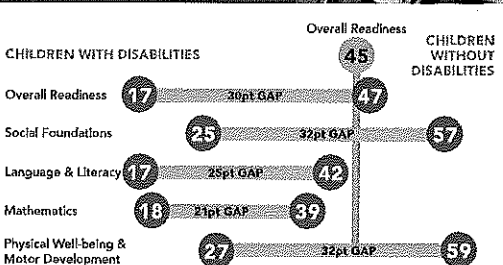 Overall Readiness
45
CHILDREN WITH DISABILITIES
CHILDREN
WITHOUT
DISABILITIES
Overall Readiness 17 30pt GAP 47
Social Foundations 25 32pt GAP 57
Language & Literacy 17 25pt GAP 42
Mathematics 18 21pt GAP 39
Physical Well-being &
Motor Development 27 32pt GAP 59